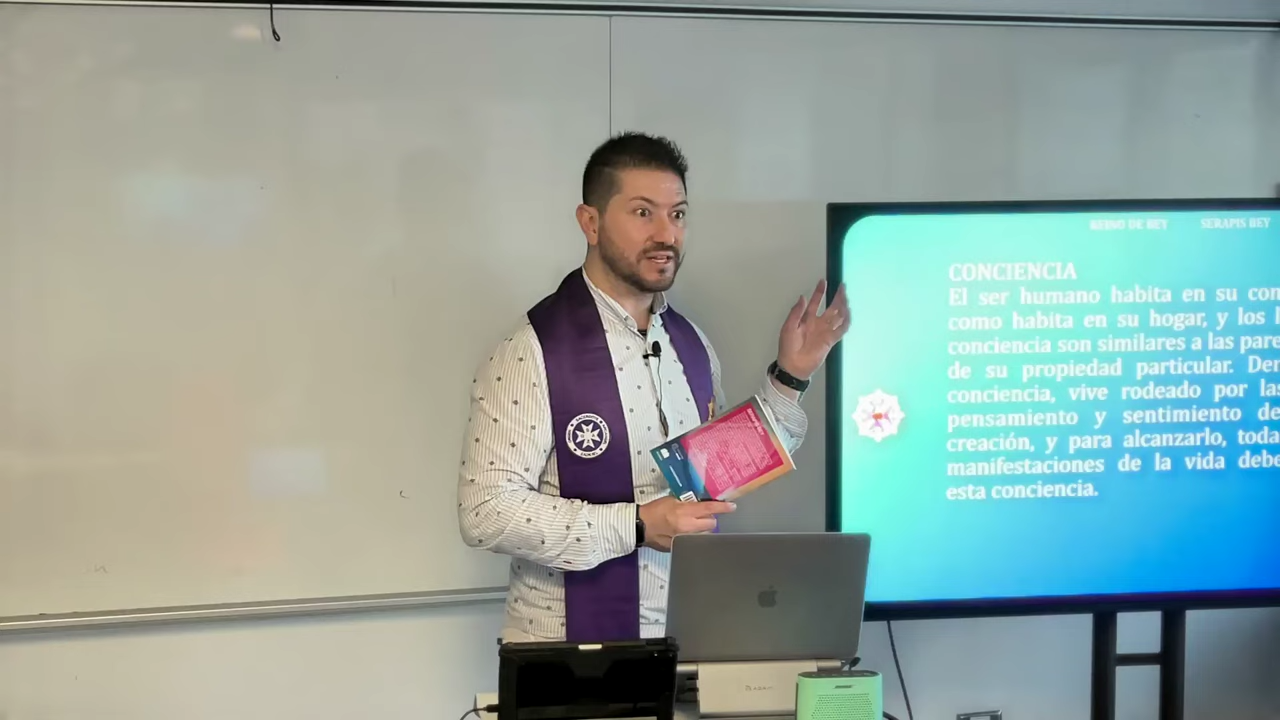 REINO DE BEY SERAPIS BEY
CONCIENCIA
El ser humano habita en su con
como habita en su hogar, y los l
conciencia son similares a las pare
de su propiedad particular. Den
conciencia, vive rodeado por las
pensamiento y sentimiento de
creación, y para alcanzarlo, toda
manifestaciones de la vida debe
esta conciencia.